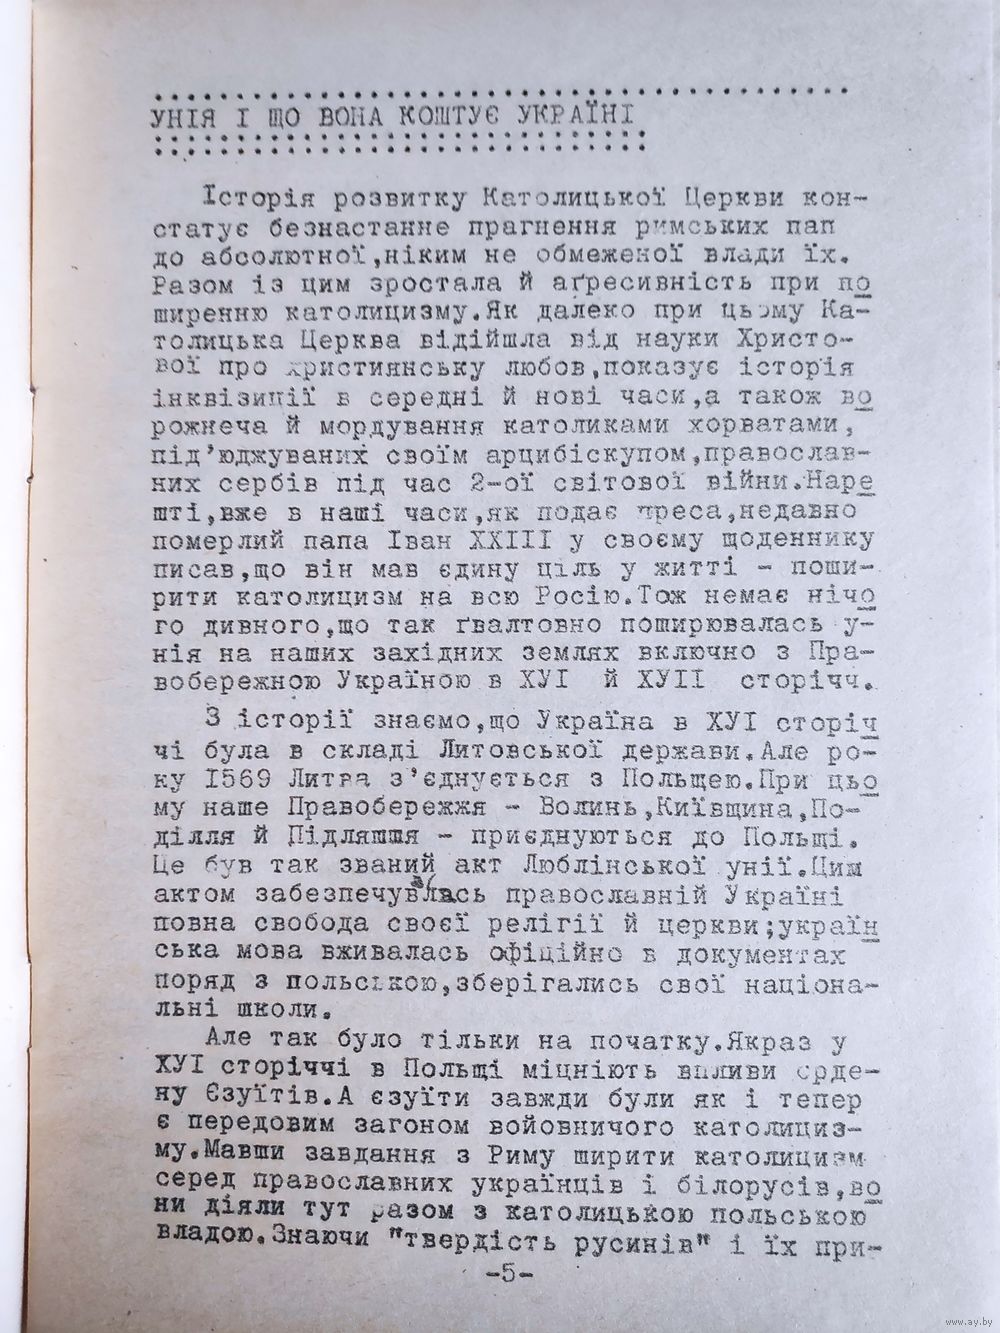 УНІЯ І ЩО ВОНА КОШТУЄ УКРАЇНІ
Історія розвитку Католицької Церкви кон-
статує безнастанне прагнення римських пап
до абсолютної,ніким не обмеженої влади їх.
Разом із цим зростала й аґресивність при по
ширенню католицизму.Як далеко при цьому Ка-
толицька Церква відійшла від науки Христо-
вої про християнську любов,показує історія
інквізиції в середні й нові часи,а також во
рожнеча й мордування католиками хорватами,
під'юджуваних своїм арцибіскупом,православ-
них сербів під час 2-ої світової війни.Наре
шті,вже в наші часи,як подає преса,недавно
померлий папа Іван ХХІІІ у своєму щоденнику
писав,що він мав єдину ціль у житті - поши-
рити католицизм на всю Росію.Тож немає нічо
го дивного,що так ґвалтовно поширювалась у-
нія на наших західних землях включно з Пра-
вобережною Україною в ХУІ й ХУІІ сторічч.
З історії знаємо,що Україна в ХУІ сторіч
чі була в складі Литовської держави.Але ро-
ку 1569 Литва з'єднується з Польщею.При цьо
му наше Правобережжя - Волинь,Київщина,По-
ділля й Підляшшя - приєднуються до Польщі.
Це був так званий акт Люблінської унії.Цим
актом забезпечувалась православній Україні
повна свобода своєї релігії й церкви;україн
ська мова вживалась офіційно в документах
поряд з польською,зберігались свої націона-
льні школи.
Але так було тільки на початку.Якраз у
ХУІ сторіччі в Польщі міцніють впливи орде-
ну Єзуїтів.А єзуїти завжди були як і тепер
є передовим загоном войовничого католициз-
му.Мавши завдання з Риму ширити католицизм
серед православних українців і білорусів,во
ни діяли тут разом з католицькою польською
владою.Знаючи "твердість русинів" і їх при-
-5-
www.ay.by